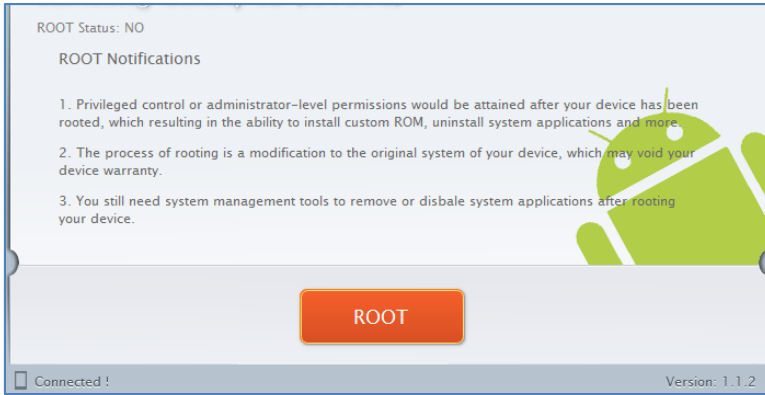 ROOT Status: NO
ROOT Notifications
1. Privileged control or administrator-level permissions would be attained after your device has been
rooted, which resulting in the ability to install custom ROM, uninstall system applications and more.
2. The process of rooting is a modification to the original system of your device, which may void your
device warranty.
3. You still need system management tools to remove or disbale system applications after rooting
your device.
ROOT
Connected !
Version: 1.1.2